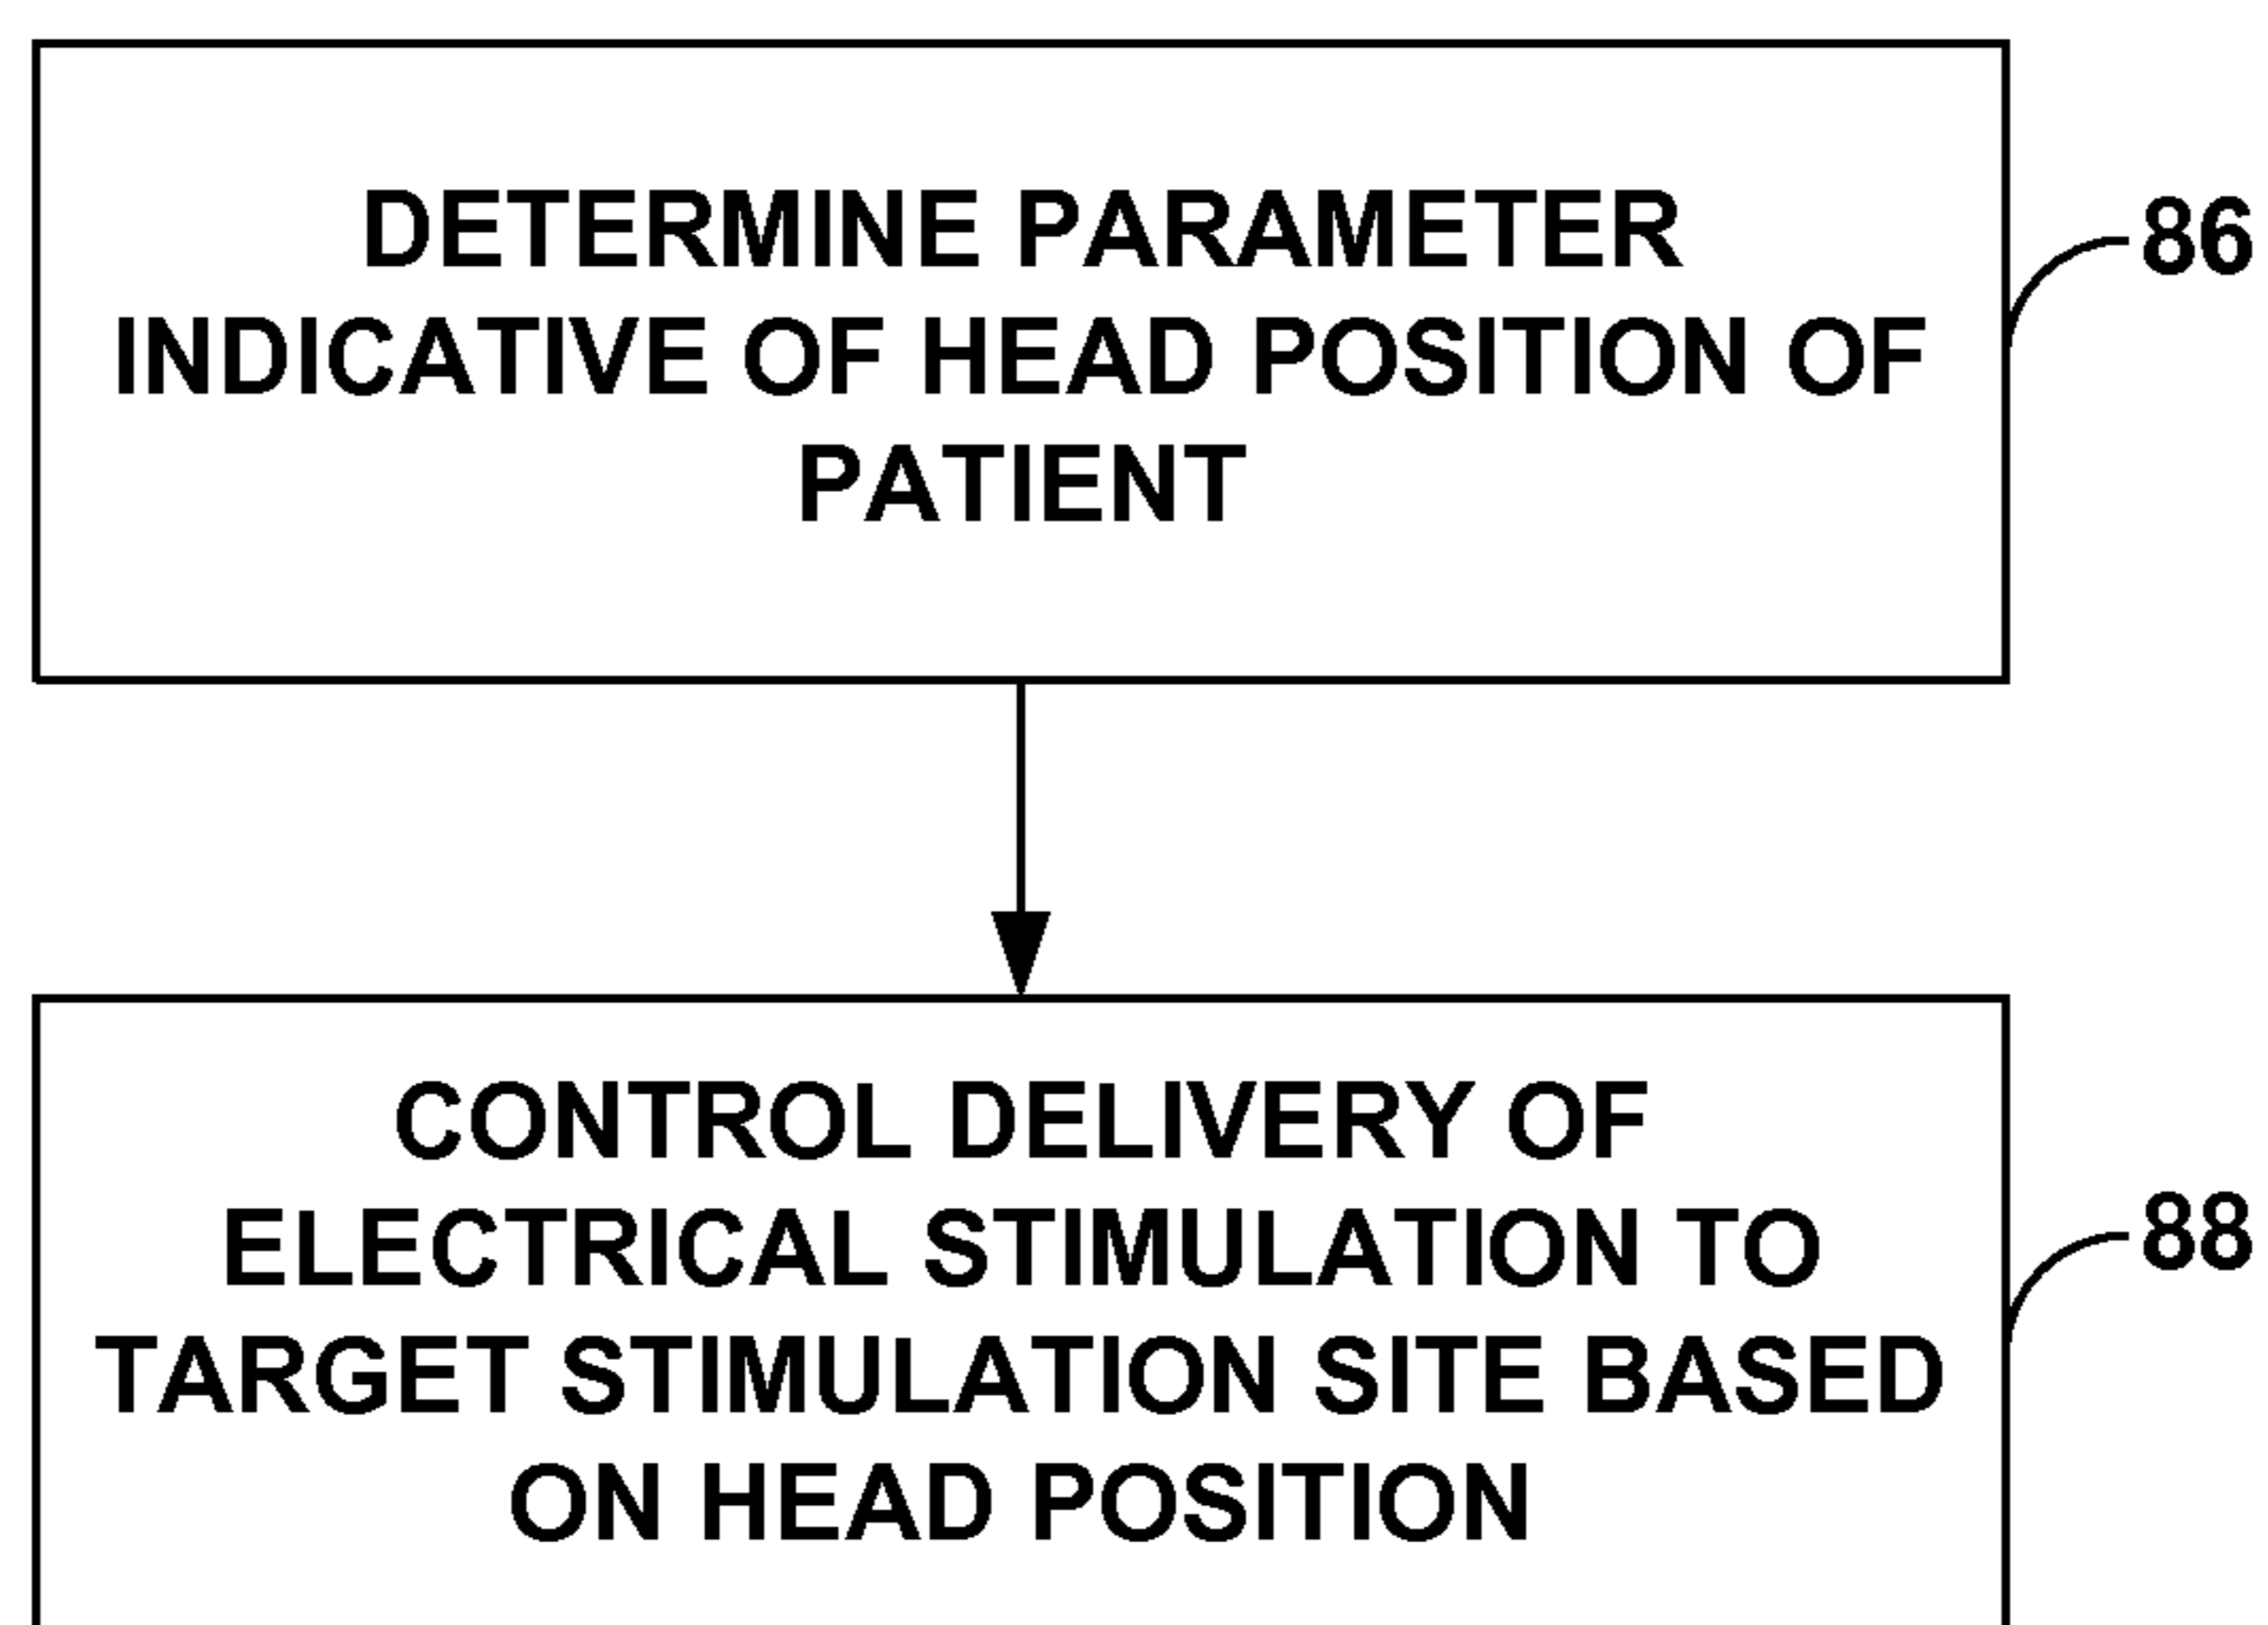 DETERMINE PARAMETER
INDICATIVE OF HEAD POSITION OF
PATIENT
86
CONTROL DELIVERY OF
ELECTRICAL STIMULATION TO
TARGET STIMULATION SITE BASED
ON HEAD POSITION
88